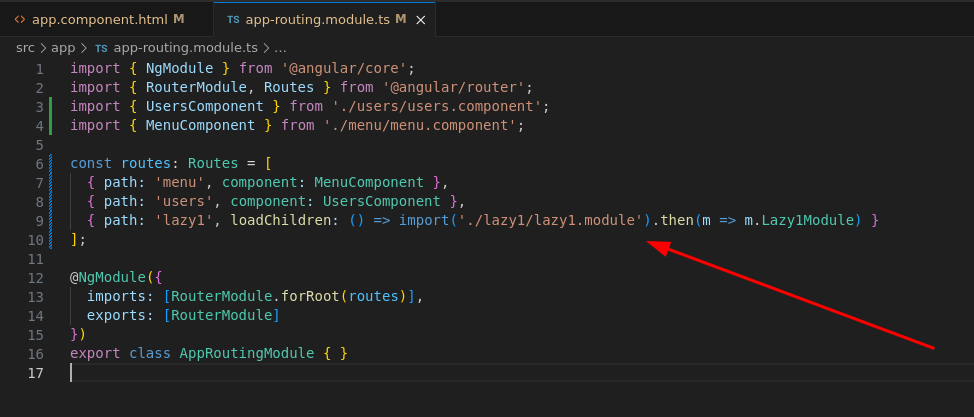 <> app.component.html M
TS app-routing.module.ts M ×
src > app > TS app-routing.module.ts > ...
1 import { NgModule } from '@angular/core';
2 import { RouterModule, Routes } from '@angular/router';
3 import { UsersComponent } from './users/users.component';
4 import { MenuComponent } from './menu/menu.component';
5
6 const routes: Routes = [
7   { path: 'menu', component: MenuComponent },
8   { path: 'users', component: UsersComponent },
9   { path: 'lazy1', loadChildren: () => import('./lazy1/lazy1.module').then(m => m.Lazy1Module) }
10 ];
11
12 @NgModule({
13   imports: [RouterModule.forRoot(routes)],
14   exports: [RouterModule]
15 })
16 export class AppRoutingModule { }
17